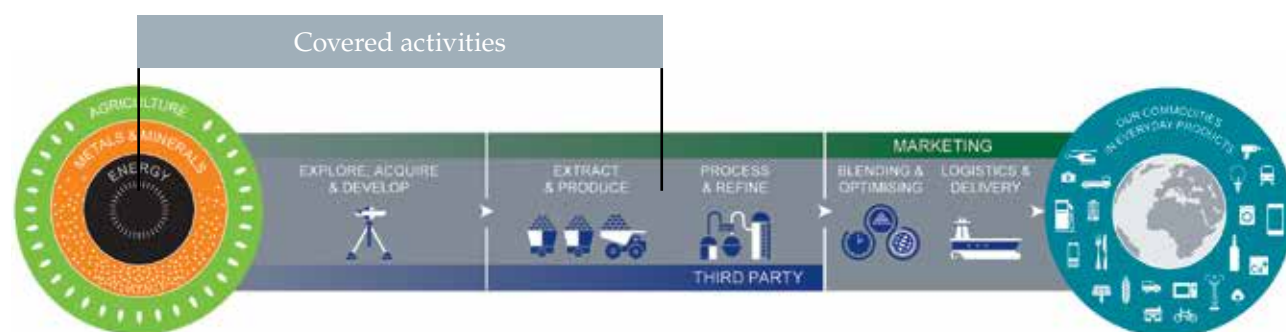 Covered activities
AGRICULTURE
METALS & MINERALS
ENERGY
EXPLORE, ACQUIRE
& DEVELOP
EXTRACT
& PRODUCE
PROCESS
& REFINE
THIRD PARTY
MARKETING
BLENDING &
OPTIMISING
LOGISTICS &
DELIVERY
OUR COMMODITIES
IN EVERYDAY PRODUCTS